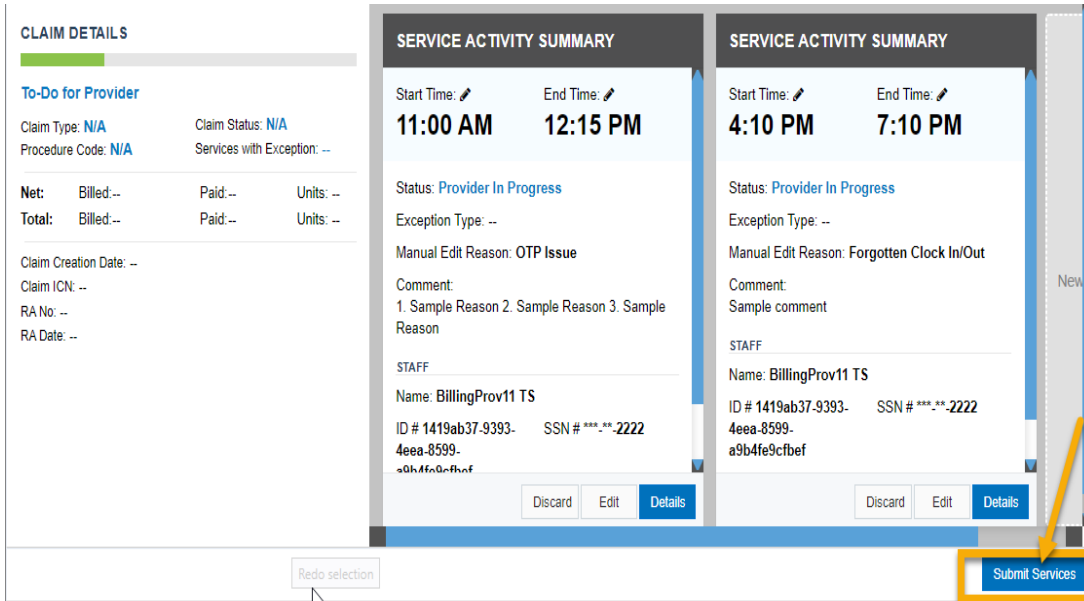 CLAIM DETAILS
To-Do for Provider
Claim Type: N/A Claim Status: N/A
Procedure Code: N/A Services with Exception: --
Net: Billed:-- Paid:-- Units: --
Total: Billed:-- Paid:-- Units: --
Claim Creation Date: --
Claim ICN: --
RA No: --
RA Date: --
SERVICE ACTIVITY SUMMARY
Start Time: End Time:
11:00 AM 12:15 PM
Status: Provider In Progress
Exception Type: --
Manual Edit Reason: OTP Issue
Comment:
1. Sample Reason 2. Sample Reason 3. Sample
Reason
STAFF
Name: BillingProv11 TS
ID # 1419ab37-9393- SSN # ***-**-2222
4eea-8599-
a9b4fe9cfbef
Discard Edit Details
SERVICE ACTIVITY SUMMARY
Start Time: End Time:
4:10 PM 7:10 PM
Status: Provider In Progress
Exception Type: --
Manual Edit Reason: Forgotten Clock In/Out
Comment:
Sample comment
STAFF
Name: BillingProv11 TS
ID # 1419ab37-9393- SSN # ***-**-2222
4eea-8599-
a9b4fe9cfbef
Discard Edit Details
New
Redo selection
Submit Services